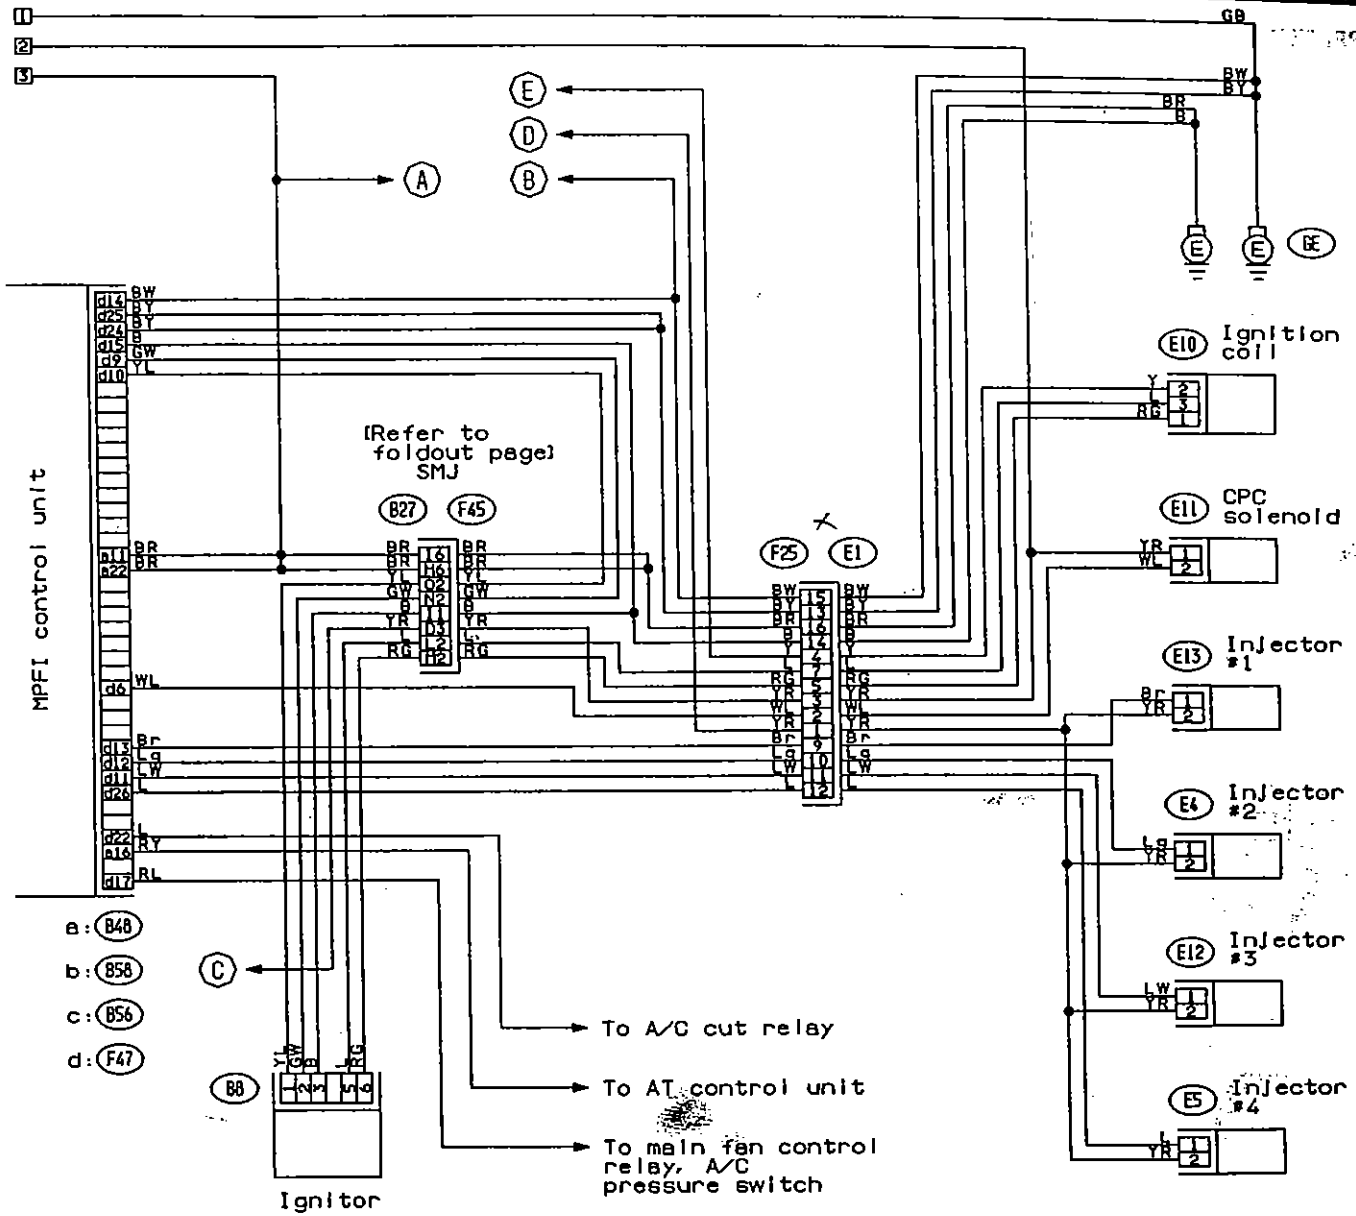 1
GB
2
3
E
BW
BY
BR
B
D
A
B
E
E
GE
d14 BW
d25 BY
d24 BY
d15 B
d9 GW
d10 YL
E10 Ignition
coil
Y 2
L 3
RG 1
[Refer to
foldout page]
SMJ
B27 F45
MPFI control unit
E11 CPC
solenoid
YR 1
WL 2
F25 E1
a11 BR
a22 BR
BR I6 BR
BR H6 BR
YL O2 YL
GW N2 GW
B I1 B
YR D3 YR
L L2 L
RG H2 RG
BW 15 BW
BY 13 BY
BR 16 BR
B 14 B
Y 4 Y
L 7 L
RG 5 RG
YR 3 YR
WL 2 WL
YR 1 YR
Br 9 Br
Lg 10 Lg
LW 11 LW
L 12 L
E13 Injector
#1
Br 1
YR 2
d6 WL
d13 Br
d12 Lg
d11 LW
d26 L
d22 L
a16 RY
d17 RL
E4 Injector
#2
Lg 1
YR 2
a: B48
b: B58
c: B56
d: F47
C
E12 Injector
#3
LW 1
YR 2
To A/C cut relay
To AT control unit
To main fan control
relay, A/C
pressure switch
YL GW B L RG
B8
1 2 3 5 6
Ignitor
E5 Injector
#4
L 1
YR 2